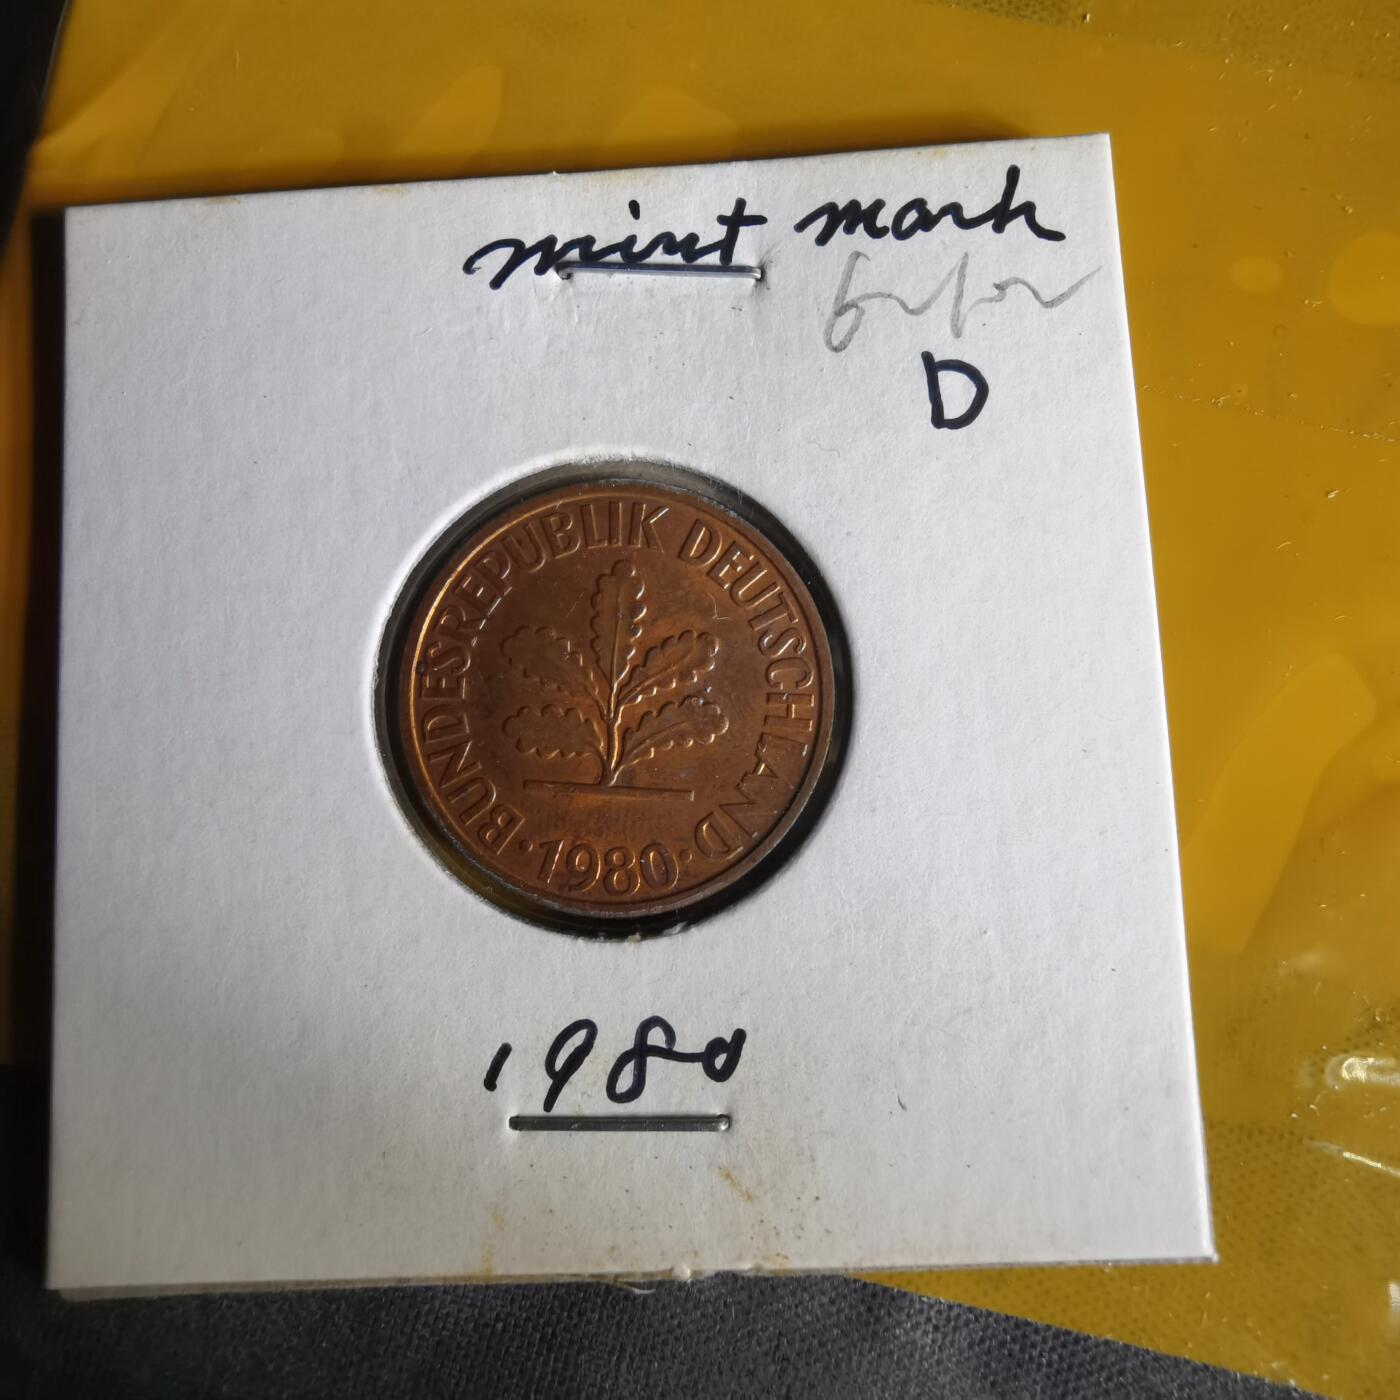 mint mark
D
BUNDESREPUBLIK DEUTSCHLAND
· 1980 ·
1980